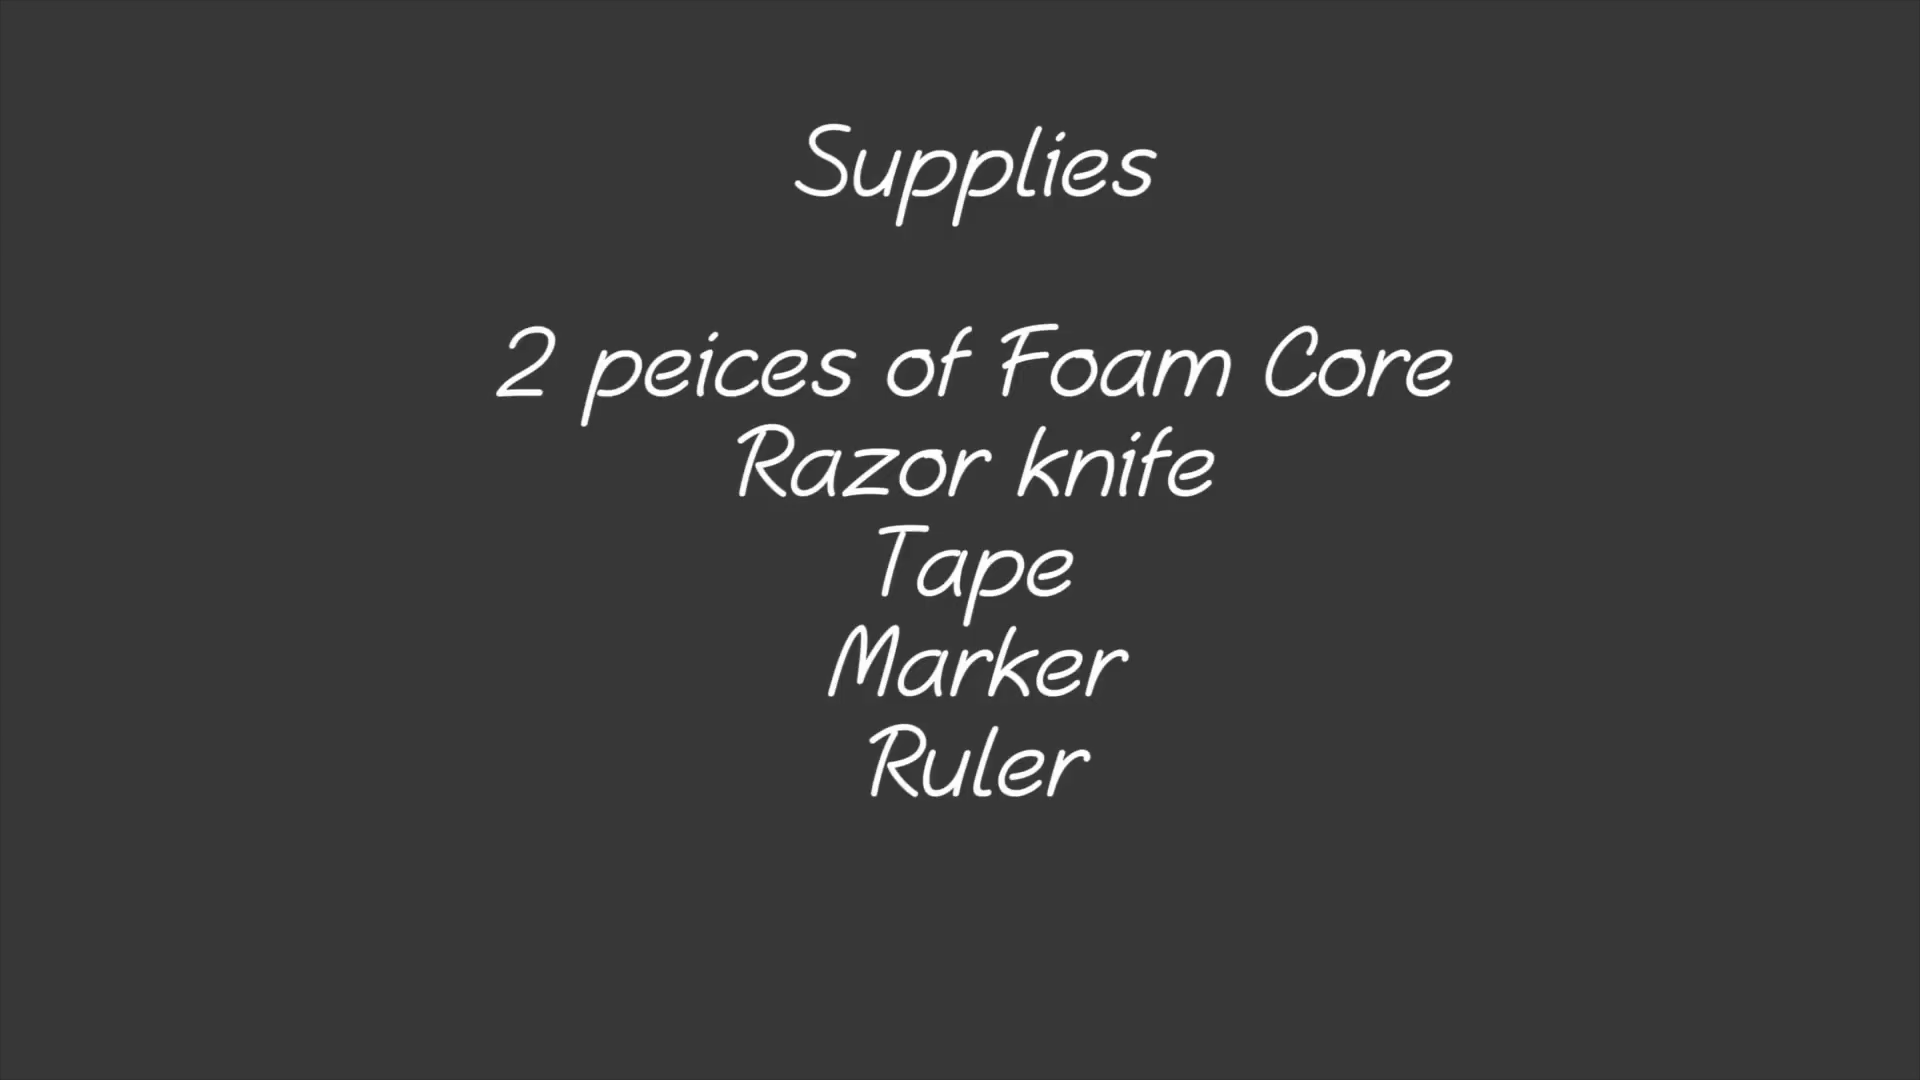 Supplies
2 peices of Foam Core
Razor knife
Tape
Marker
Ruler